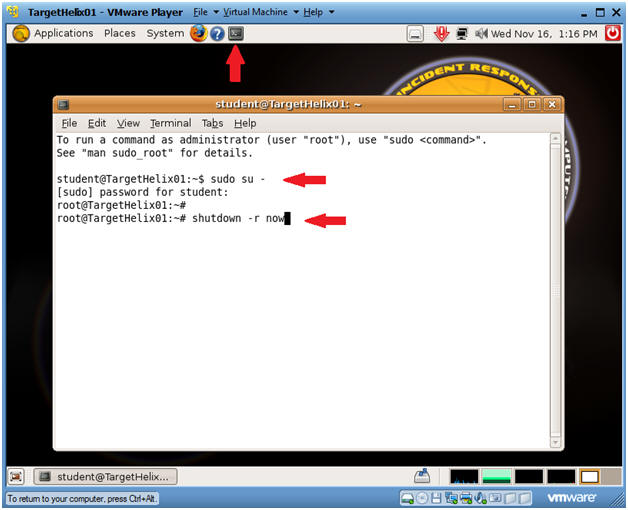 TargetHelix01 - VMware Player File Virtual Machine Help
Applications Places System Wed Nov 16, 1:16 PM
INCIDENT RESPONS
student@TargetHelix01: ~
File Edit View Terminal Tabs Help
To run a command as administrator (user "root"), use "sudo <command>".
See "man sudo_root" for details.
student@TargetHelix01:~$ sudo su -
[sudo] password for student:
root@TargetHelix01:~#
root@TargetHelix01:~# shutdown -r now
student@TargetHelix...
To return to your computer, press Ctrl+Alt.
vmware